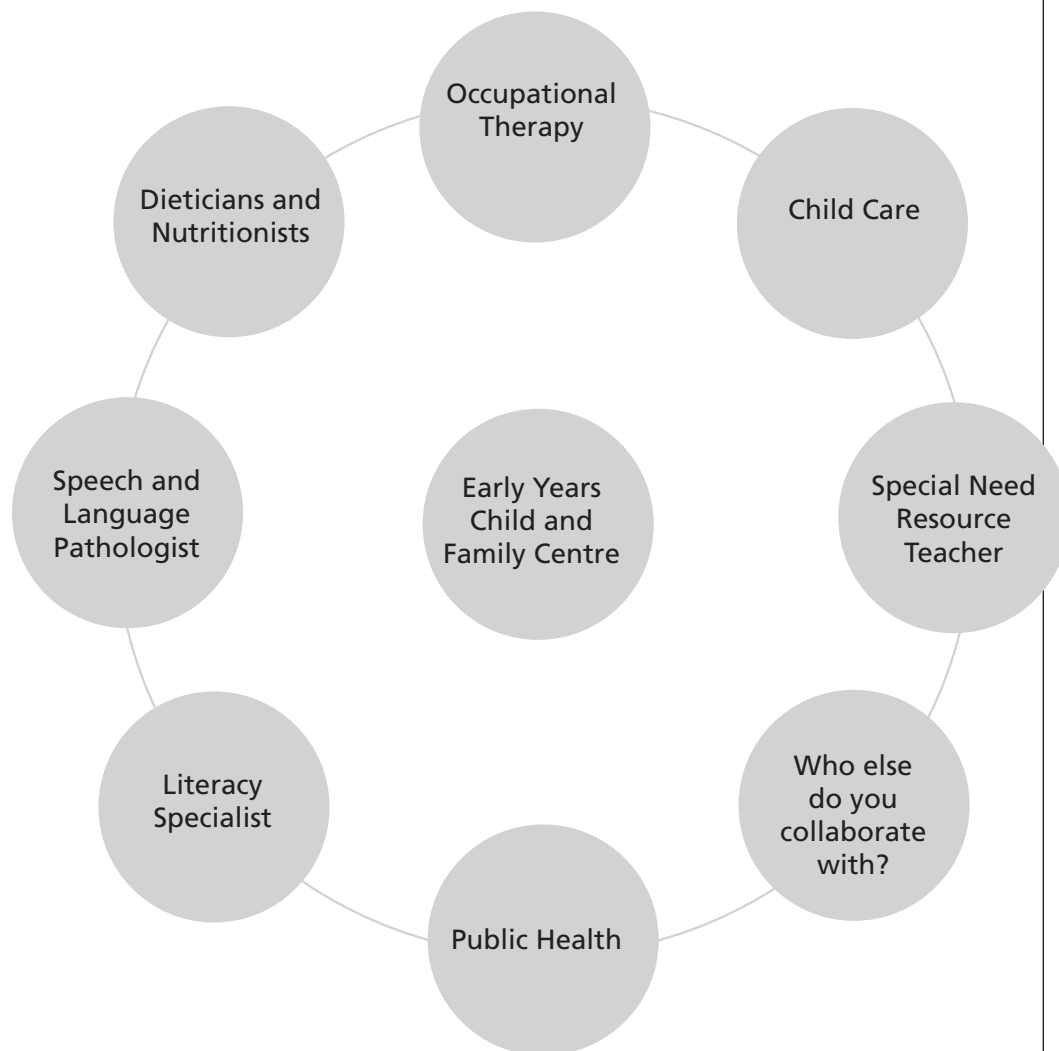 Occupational
Therapy
Child Care
Special Need
Resource
Teacher
Who else
do you
collaborate
with?
Public Health
Literacy
Specialist
Speech and
Language
Pathologist
Dieticians and
Nutritionists
Early Years
Child and
Family Centre